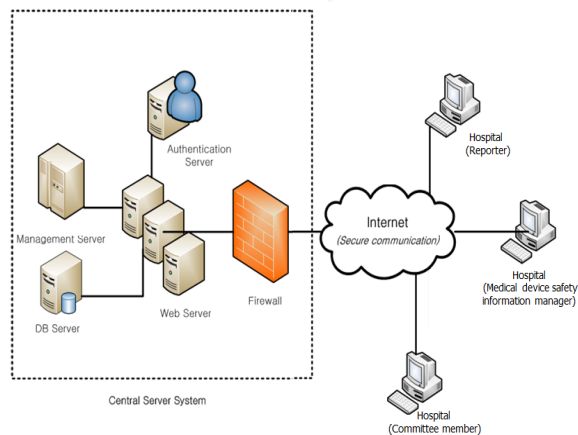 Authentication
Server
Management Server
DB Server
Web Server
Firewall
Central Server System
Internet
(Secure communication)
Hospital
(Reporter)
Hospital
(Medical device safety
information manager)
Hospital
(Committee member)